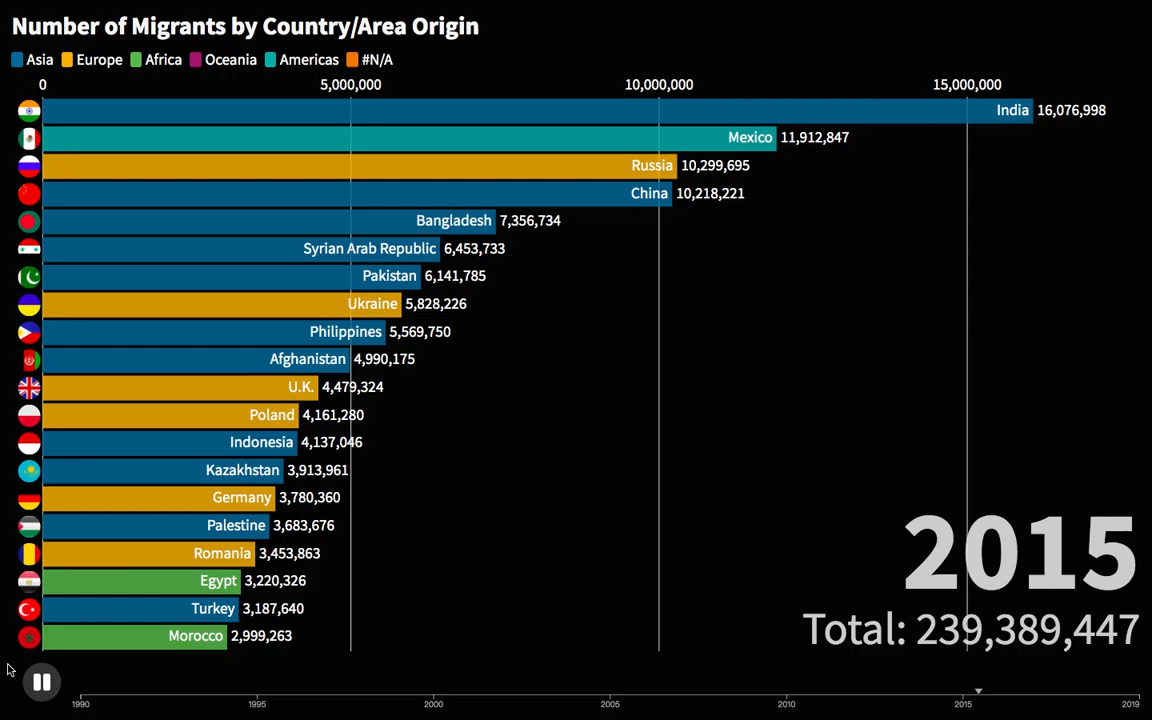 Number of Migrants by Country/Area Origin
Asia Europe Africa Oceania Americas #N/A
0 5,000,000 10,000,000 15,000,000
India 16,076,998
Mexico 11,912,847
Russia 10,299,695
China 10,218,221
Bangladesh 7,356,734
Syrian Arab Republic 6,453,733
Pakistan 6,141,785
Ukraine 5,828,226
Philippines 5,569,750
Afghanistan 4,990,175
U.K. 4,479,324
Poland 4,161,280
Indonesia 4,137,046
Kazakhstan 3,913,961
Germany 3,780,360
Palestine 3,683,676
Romania 3,453,863
Egypt 3,220,326
Turkey 3,187,640
Morocco 2,999,263
2015
Total: 239,389,447
1990 1995 2000 2005 2010 2015 2019